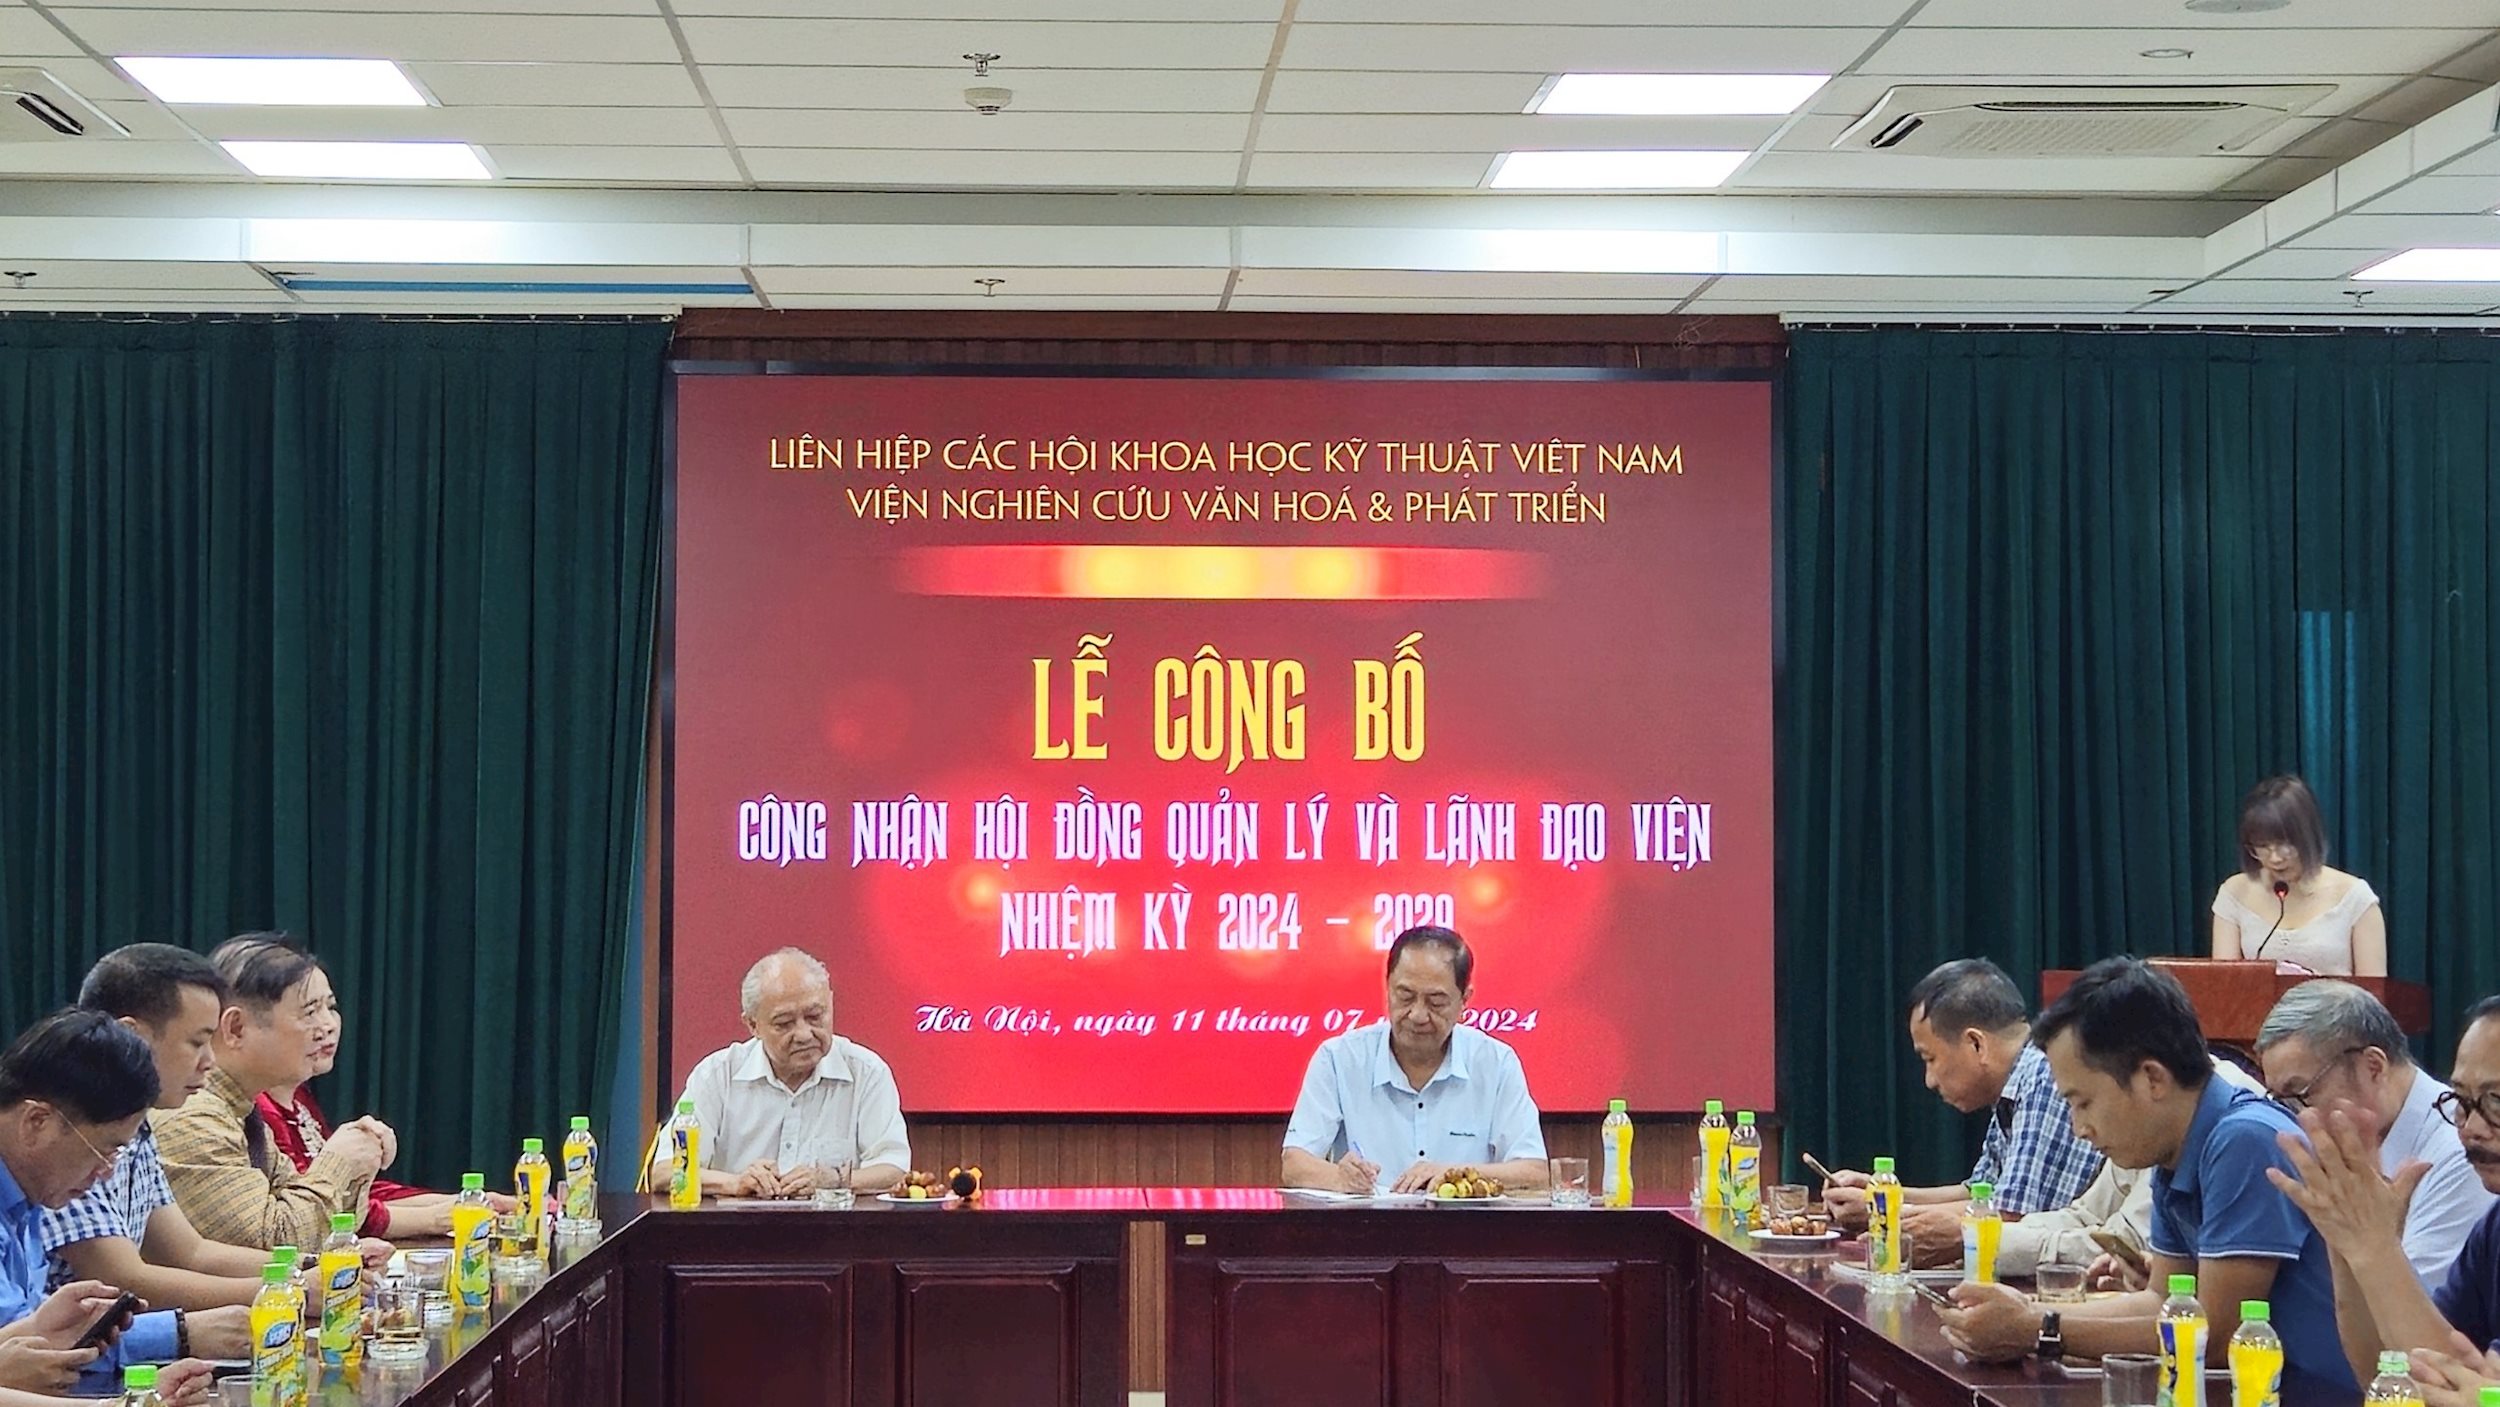 LIÊN HIỆP CÁC HỘI KHOA HỌC KỸ THUẬT VIỆT NAM
VIỆN NGHIÊN CỨU VĂN HOÁ & PHÁT TRIỂN
LỄ CÔNG BỐ
CÔNG NHẬN HỘI ĐỒNG QUẢN LÝ VÀ LÃNH ĐẠO VIỆN
NHIỆM KỲ 2024 - 2029
Hà Nội, ngày 11 tháng 07 2024